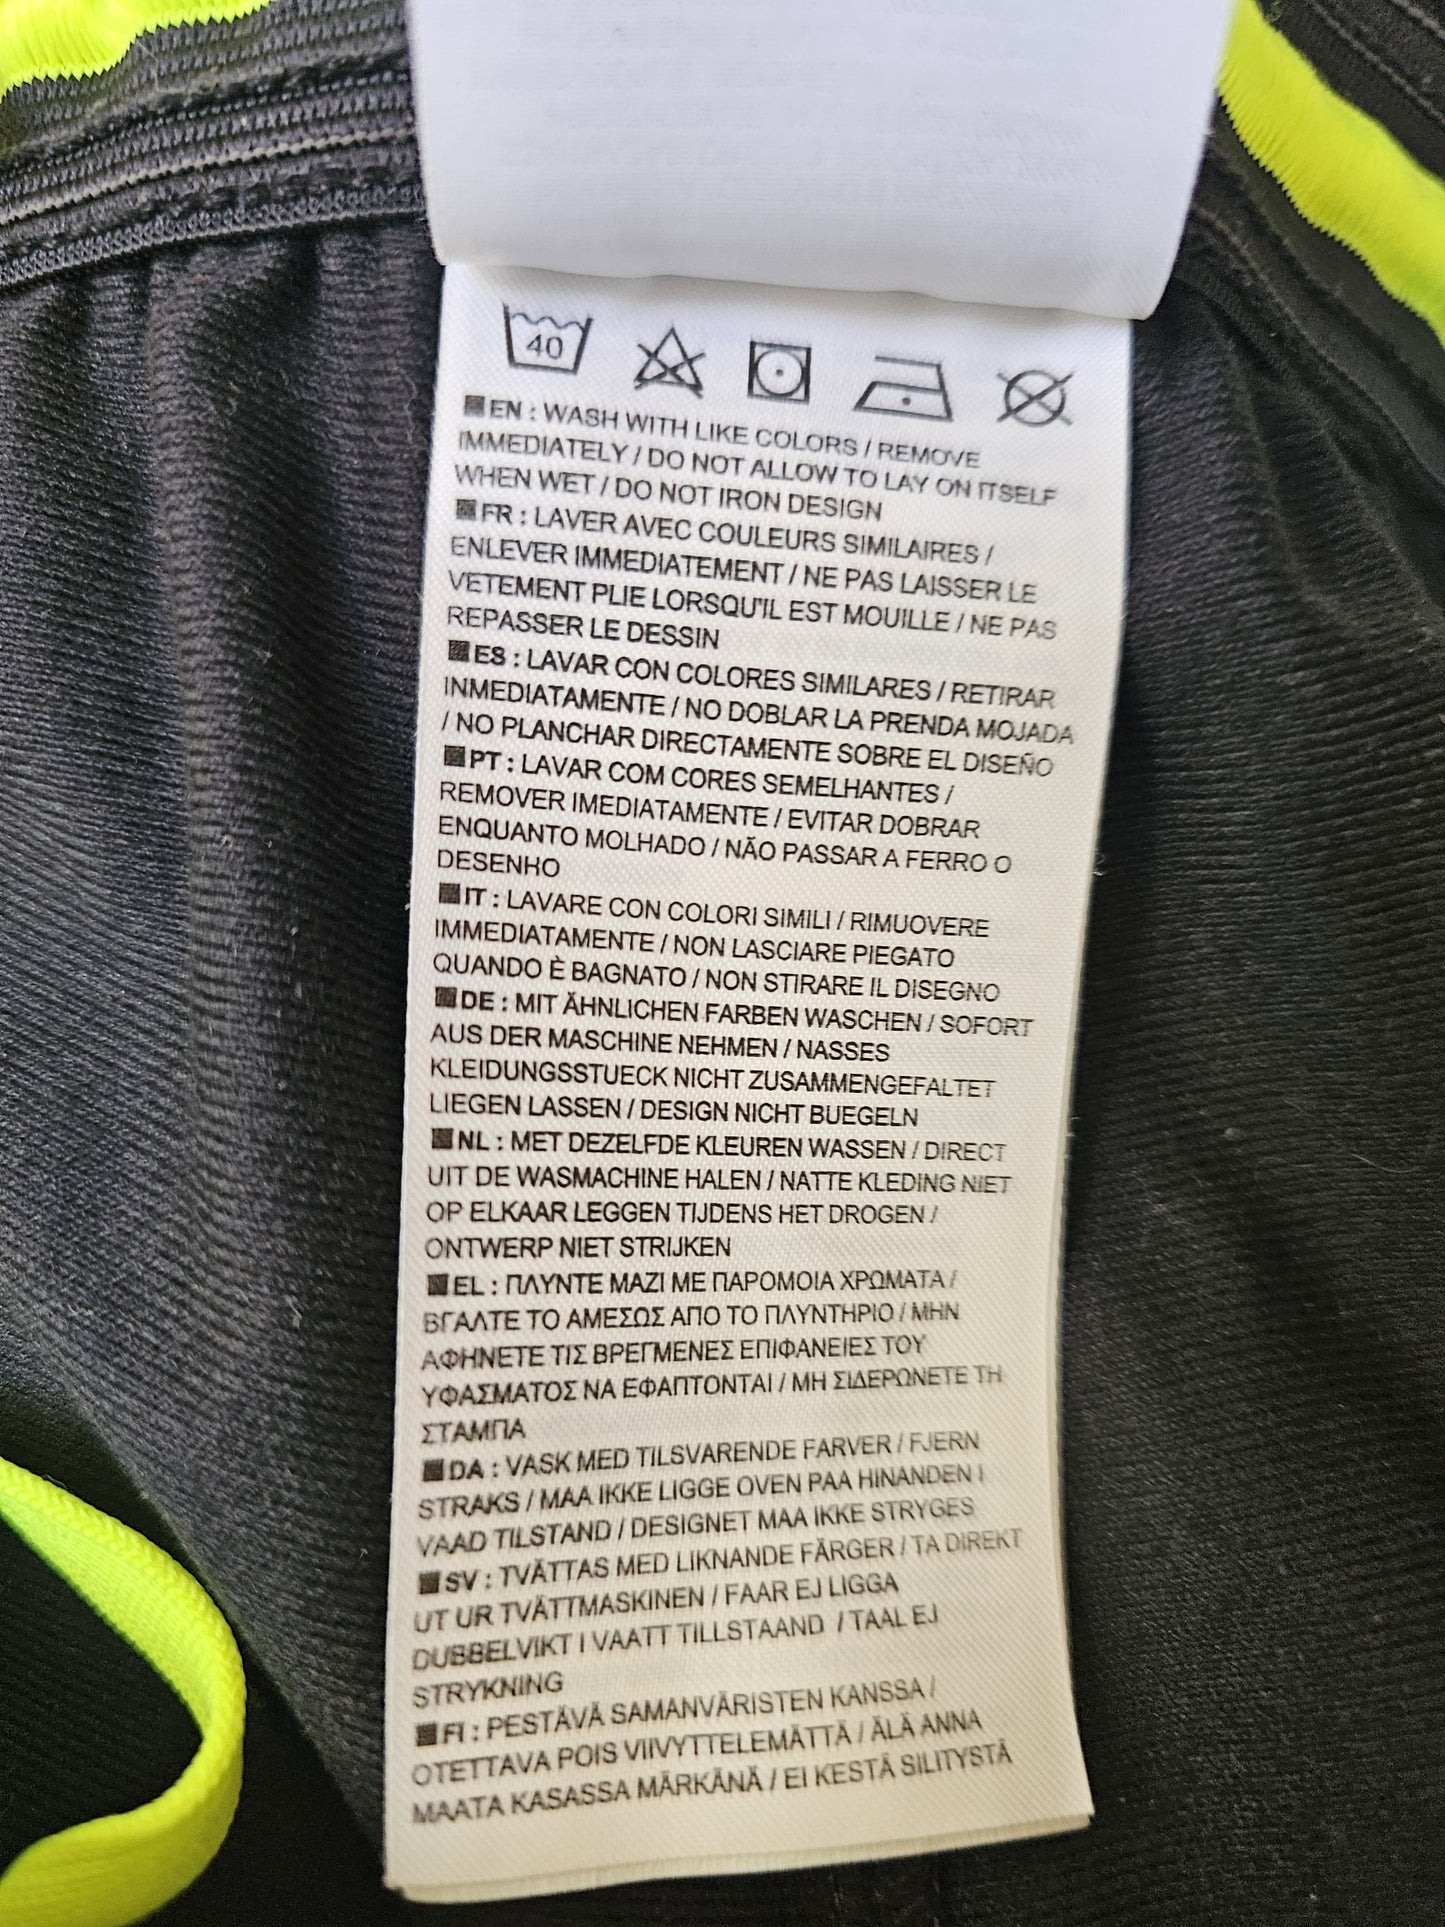 40
EN : WASH WITH LIKE COLORS / REMOVE
IMMEDIATELY / DO NOT ALLOW TO LAY ON ITSELF
WHEN WET / DO NOT IRON DESIGN
FR : LAVER AVEC COULEURS SIMILAIRES /
ENLEVER IMMEDIATEMENT / NE PAS LAISSER LE
VETEMENT PLIE LORSQU'IL EST MOUILLE / NE PAS
REPASSER LE DESSIN
ES : LAVAR CON COLORES SIMILARES / RETIRAR
INMEDIATAMENTE / NO DOBLAR LA PRENDA MOJADA
/ NO PLANCHAR DIRECTAMENTE SOBRE EL DISEÑO
PT : LAVAR COM CORES SEMELHANTES /
REMOVER IMEDIATAMENTE / EVITAR DOBRAR
ENQUANTO MOLHADO / NÃO PASSAR A FERRO O
DESENHO
IT : LAVARE CON COLORI SIMILI / RIMUOVERE
IMMEDIATAMENTE / NON LASCIARE PIEGATO
QUANDO È BAGNATO / NON STIRARE IL DISEGNO
DE : MIT ÄHNLICHEN FARBEN WASCHEN / SOFORT
AUS DER MASCHINE NEHMEN / NASSES
KLEIDUNGSSTUECK NICHT ZUSAMMENGEFALTET
LIEGEN LASSEN / DESIGN NICHT BUEGELN
NL : MET DEZELFDE KLEUREN WASSEN / DIRECT
UIT DE WASMACHINE HALEN / NATTE KLEDING NIET
OP ELKAAR LEGGEN TIJDENS HET DROGEN /
ONTWERP NIET STRIJKEN
EL : ΠΛΥΝΤΕ ΜΑΖΙ ΜΕ ΠΑΡΟΜΟΙΑ ΧΡΩΜΑΤΑ /
ΒΓΑΛΤΕ ΤΟ ΑΜΕΣΩΣ ΑΠΟ ΤΟ ΠΛΥΝΤΗΡΙΟ / ΜΗΝ
ΑΦΗΝΕΤΕ ΤΙΣ ΒΡΕΓΜΕΝΕΣ ΕΠΙΦΑΝΕΙΕΣ ΤΟΥ
ΥΦΑΣΜΑΤΟΣ ΝΑ ΕΦΑΠΤΟΝΤΑΙ / ΜΗ ΣΙΔΕΡΩΝΕΤΕ ΤΗ
ΣΤΑΜΠΑ
DA : VASK MED TILSVARENDE FARVER / FJERN
STRAKS / MAA IKKE LIGGE OVEN PAA HINANDEN I
VAAD TILSTAND / DESIGNET MAA IKKE STRYGES
SV : TVÄTTAS MED LIKNANDE FÄRGER / TA DIREKT
UT UR TVÄTTMASKINEN / FAAR EJ LIGGA
DUBBELVIKT I VAATT TILLSTAAND / TAAL EJ
STRYKNING
FI : PESTÄVÄ SAMANVÄRISTEN KANSSA /
OTETTAVA POIS VIIVYTTELEMÄTTÄ / ÄLÄ ANNA
MAATA KASASSA MÄRKÄNÄ / EI KESTÄ SILITYSTÄ